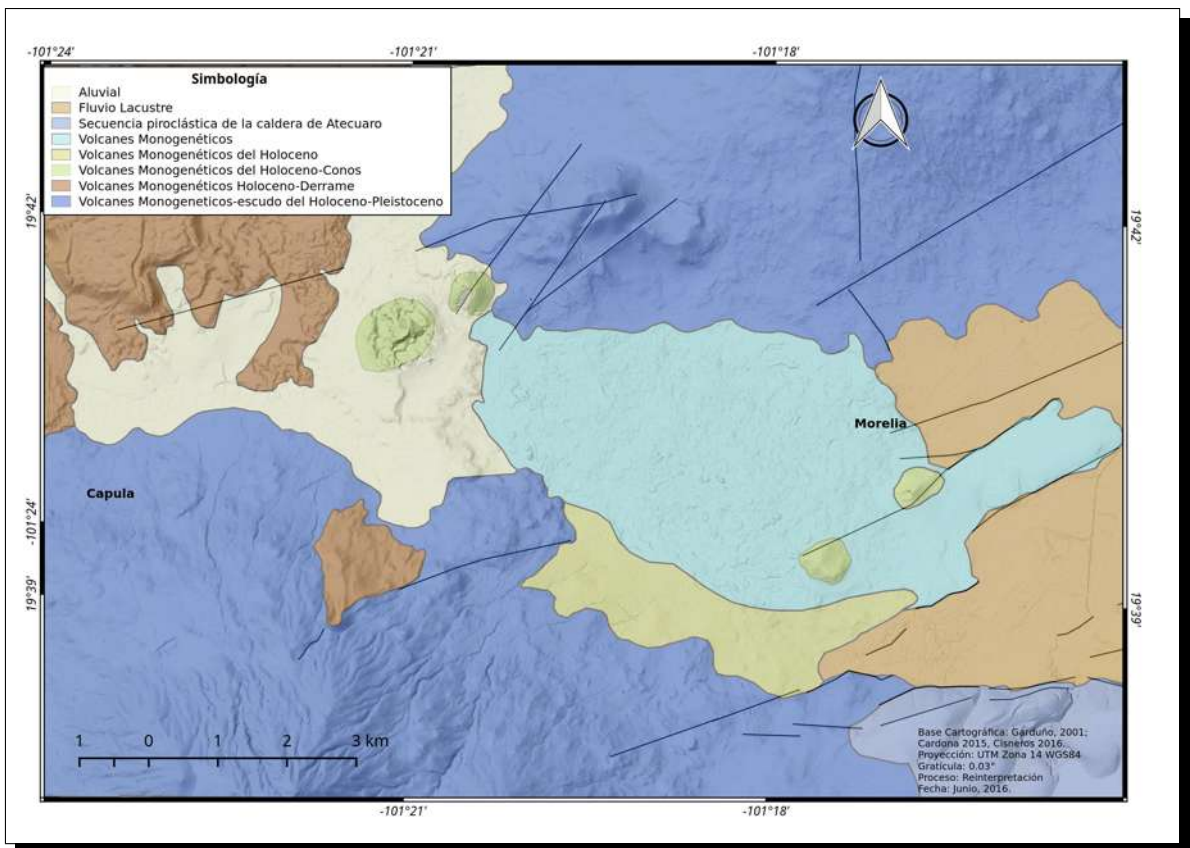 -101°24'
-101°21'
-101°18'
Simbología
Aluvial
Fluvio Lacustre
Secuencia piroclástica de la caldera de Atecuaro
Volcanes Monogenéticos
Volcanes Monogenéticos del Holoceno
Volcanes Monogenéticos del Holoceno-Conos
Volcanes Monogenéticos Holoceno-Derrame
Volcanes Monogeneticos-escudo del Holoceno-Pleistoceno
19°42'
19°42'
Morelia
Capula
-101°24'
19°39'
19°39'
1 0 1 2 3 km
Base Cartográfica: Garduño, 2001;
Cardona 2015, Cisneros 2016.
Proyección: UTM Zona 14 WGS84
Gratícula: 0.03°
Proceso: Reinterpretación
Fecha: Junio, 2016.
-101°21'
-101°18'